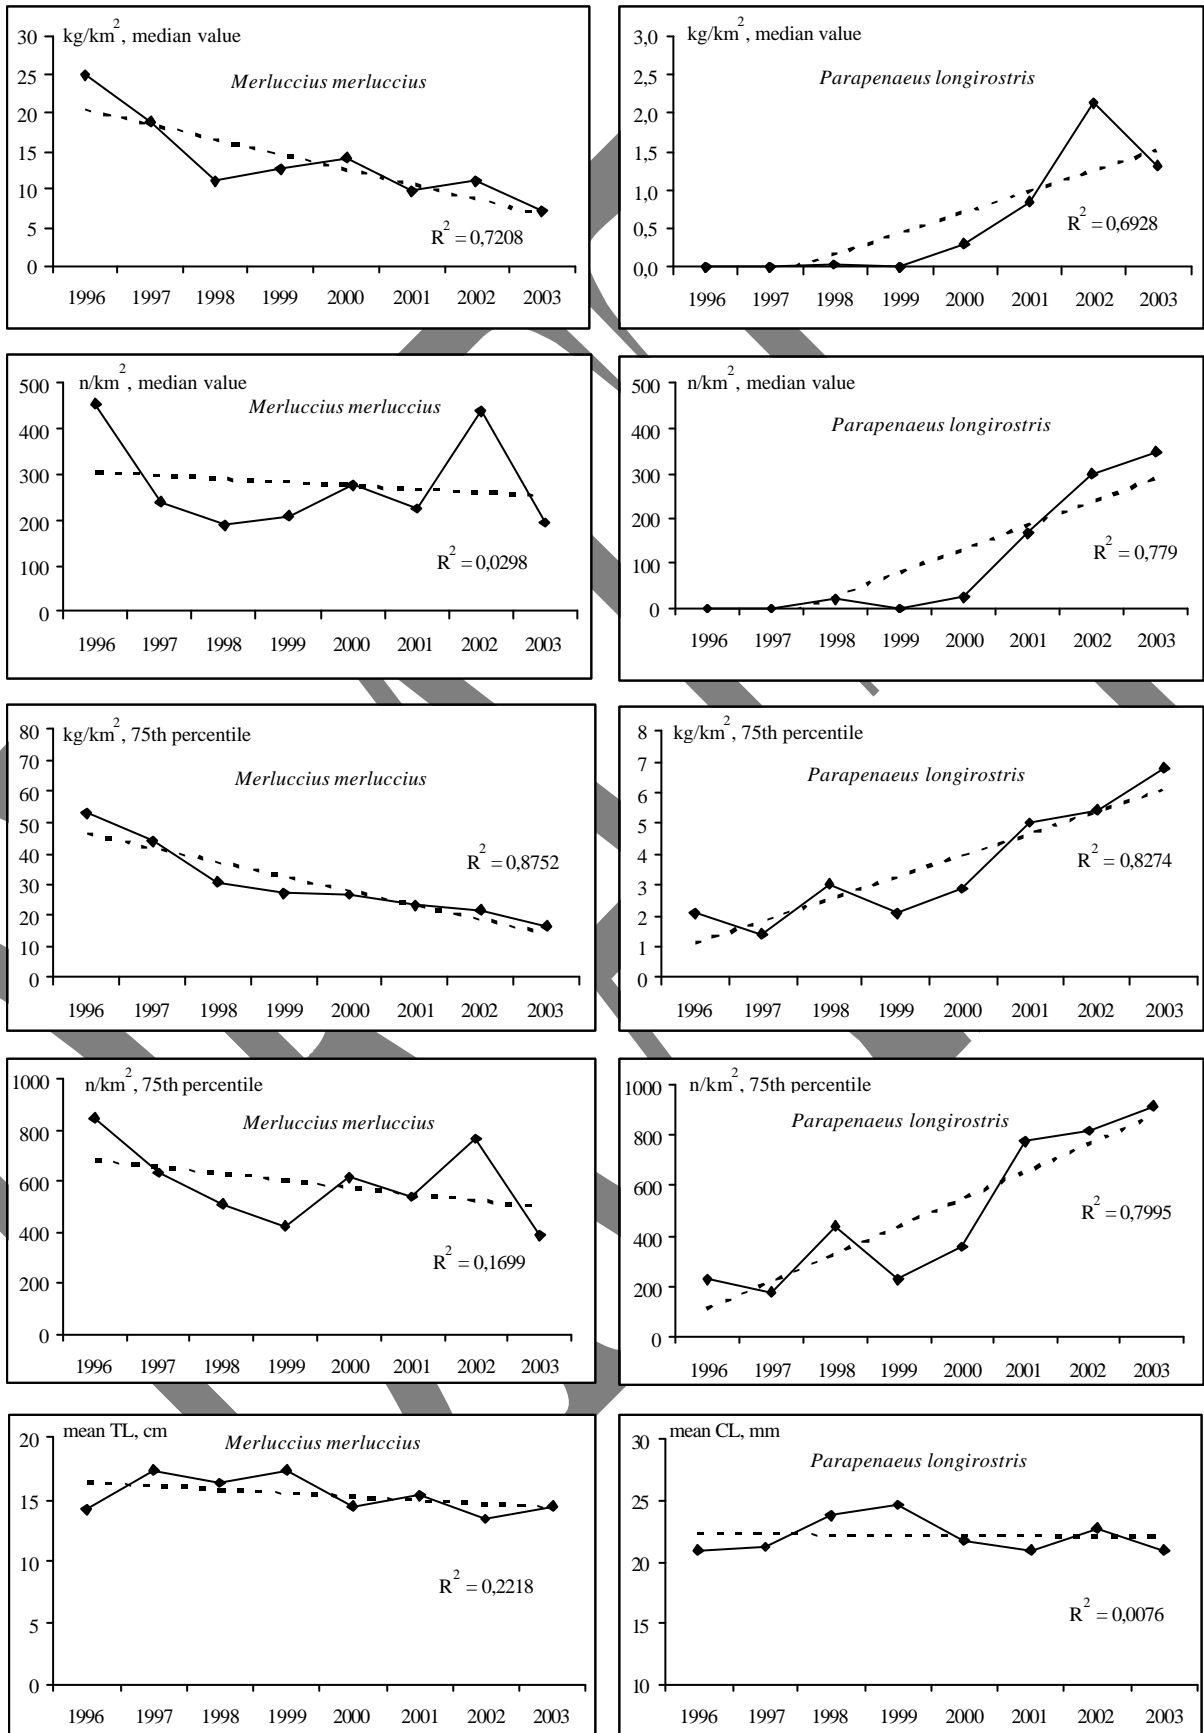 kg/km2, median value
Merluccius merluccius
30
25
20
15
10
5
0
R2 = 0,7208
1996 1997 1998 1999 2000 2001 2002 2003
kg/km2, median value
Parapenaeus longirostris
3,0
2,5
2,0
1,5
1,0
0,5
0,0
R2 = 0,6928
1996 1997 1998 1999 2000 2001 2002 2003
n/km2, median value
Merluccius merluccius
500
400
300
200
100
0
R2 = 0,0298
1996 1997 1998 1999 2000 2001 2002 2003
n/km2, median value
Parapenaeus longirostris
500
400
300
200
100
0
R2 = 0,779
1996 1997 1998 1999 2000 2001 2002 2003
kg/km2, 75th percentile
Merluccius merluccius
80
70
60
50
40
30
20
10
0
R2 = 0,8752
1996 1997 1998 1999 2000 2001 2002 2003
kg/km2, 75th percentile
Parapenaeus longirostris
8
7
6
5
4
3
2
1
0
R2 = 0,8274
1996 1997 1998 1999 2000 2001 2002 2003
n/km2, 75th percentile
Merluccius merluccius
1000
800
600
400
200
0
R2 = 0,1699
1996 1997 1998 1999 2000 2001 2002 2003
n/km2, 75th percentile
Parapenaeus longirostris
1000
800
600
400
200
0
R2 = 0,7995
1996 1997 1998 1999 2000 2001 2002 2003
mean TL, cm
Merluccius merluccius
20
15
10
5
0
R2 = 0,2218
1996 1997 1998 1999 2000 2001 2002 2003
mean CL, mm
Parapenaeus longirostris
30
25
20
15
10
R2 = 0,0076
1996 1997 1998 1999 2000 2001 2002 2003